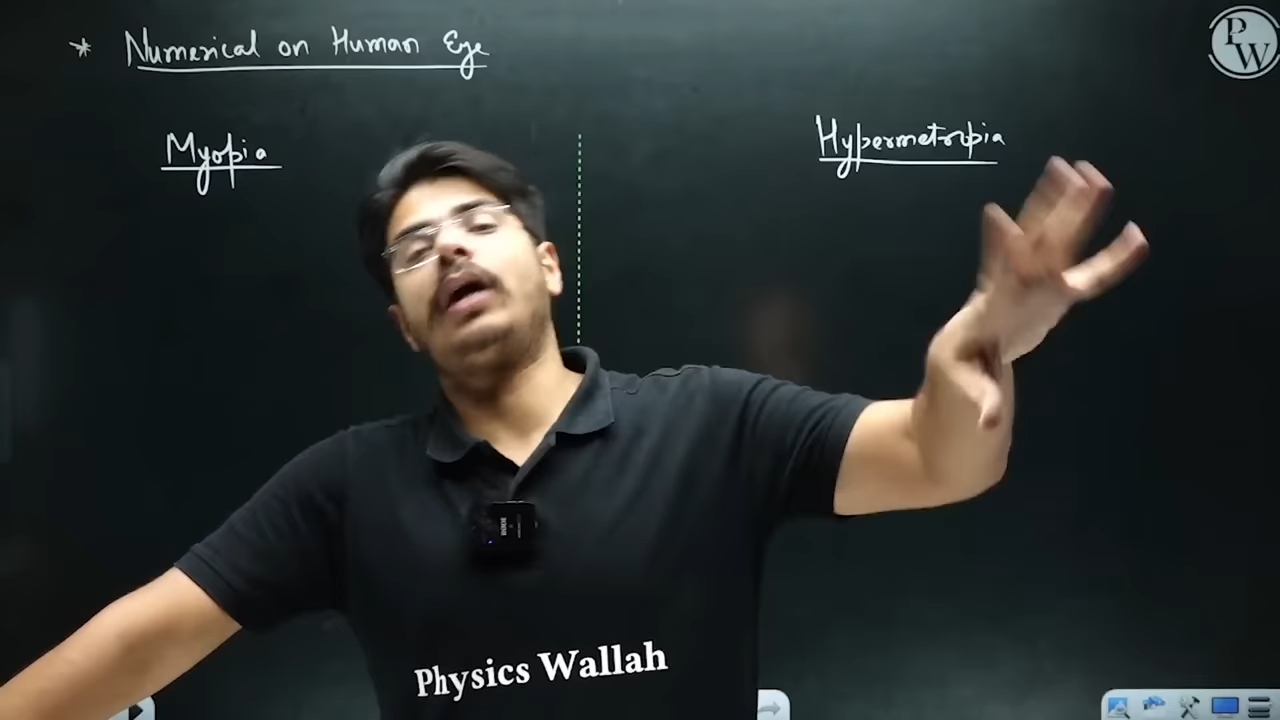 * Numerical on Human Eye
PW
Myopia
Hypermetropia
Physics Wallah